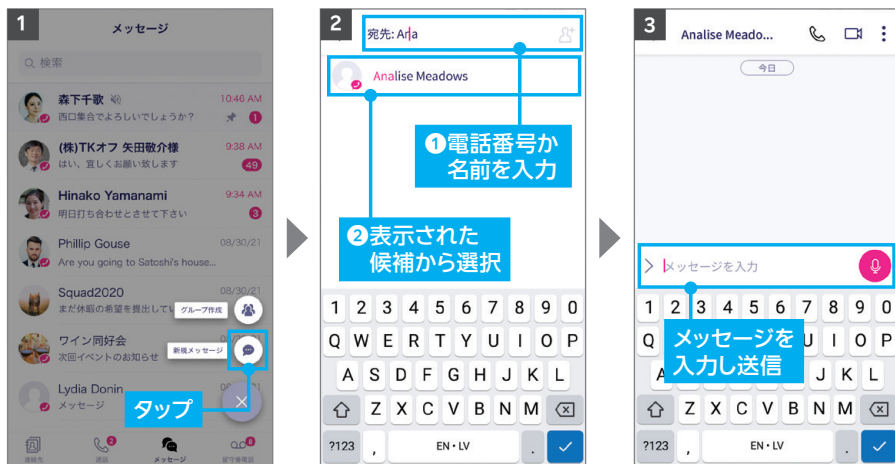 1
メッセージ
検索
森下千歌
10:46 AM
西口集合でよろしいでしょうか?
1
(株)TKオフ 矢田敬介様
9:38 AM
はい、宜しくお願い致します
49
Hinako Yamanami
9:34 AM
明日打ち合わせとさせて下さい
3
Phillip Gouse
08/30/21
Are you going to Satoshi's house...
Squad2020
08/30/21
まだ休暇の希望を提出してい
グループ作成
ワイン同好会
次回イベントのお知らせ
新規メッセージ
Lydia Donin
メッセージ
タップ
連絡先
通話
2
メッセージ
留守番電話
8
2
宛先: Ana
Analise Meadows
❶電話番号か
名前を入力
❷表示された
候補から選択
1 2 3 4 5 6 7 8 9 0
Q W E R T Y U I O P
A S D F G H J K L
Z X C V B N M
?123 , EN • LV .
3
Analise Meado...
今日
メッセージを入力
1 2 3 4 5 6 7 8 9 0
メッセージを
入力し送信
Q U I O P
A J K L
Z X C V B N M
?123 , EN • LV .